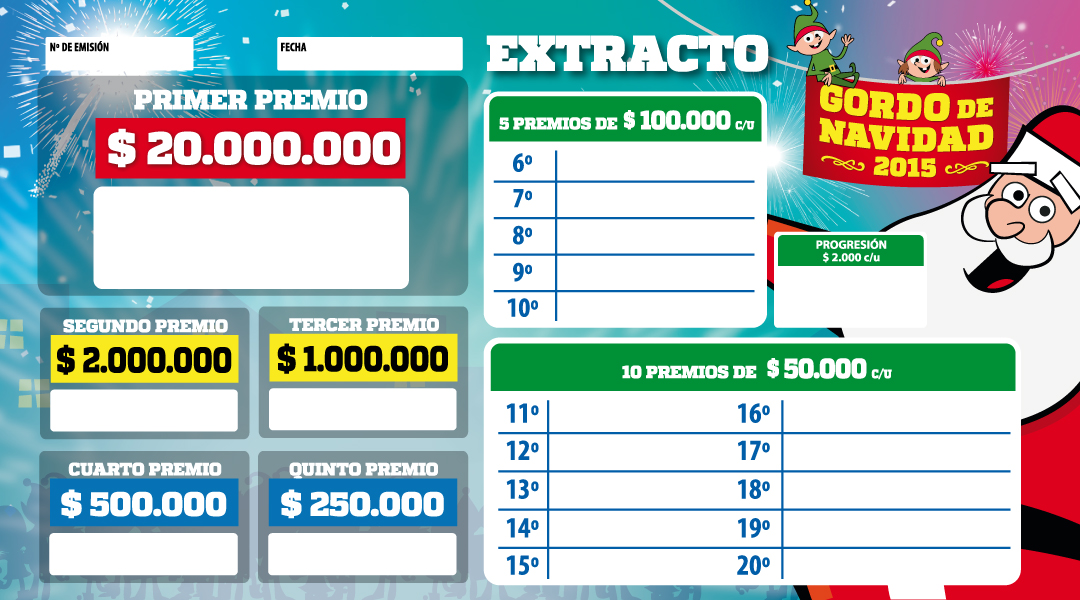 Nº DE EMISIÓN
FECHA
PRIMER PREMIO
$ 20.000.000
SEGUNDO PREMIO
$ 2.000.000
TERCER PREMIO
$ 1.000.000
CUARTO PREMIO
$ 500.000
QUINTO PREMIO
$ 250.000
EXTRACTO
5 PREMIOS DE $ 100.000 C/U
6º
7º
8º
9º
10º
GORDO DE
NAVIDAD
2015
PROGRESIÓN
$ 2.000 c/u
10 PREMIOS DE $ 50.000 C/U
11º
12º
13º
14º
15º
16º
17º
18º
19º
20º